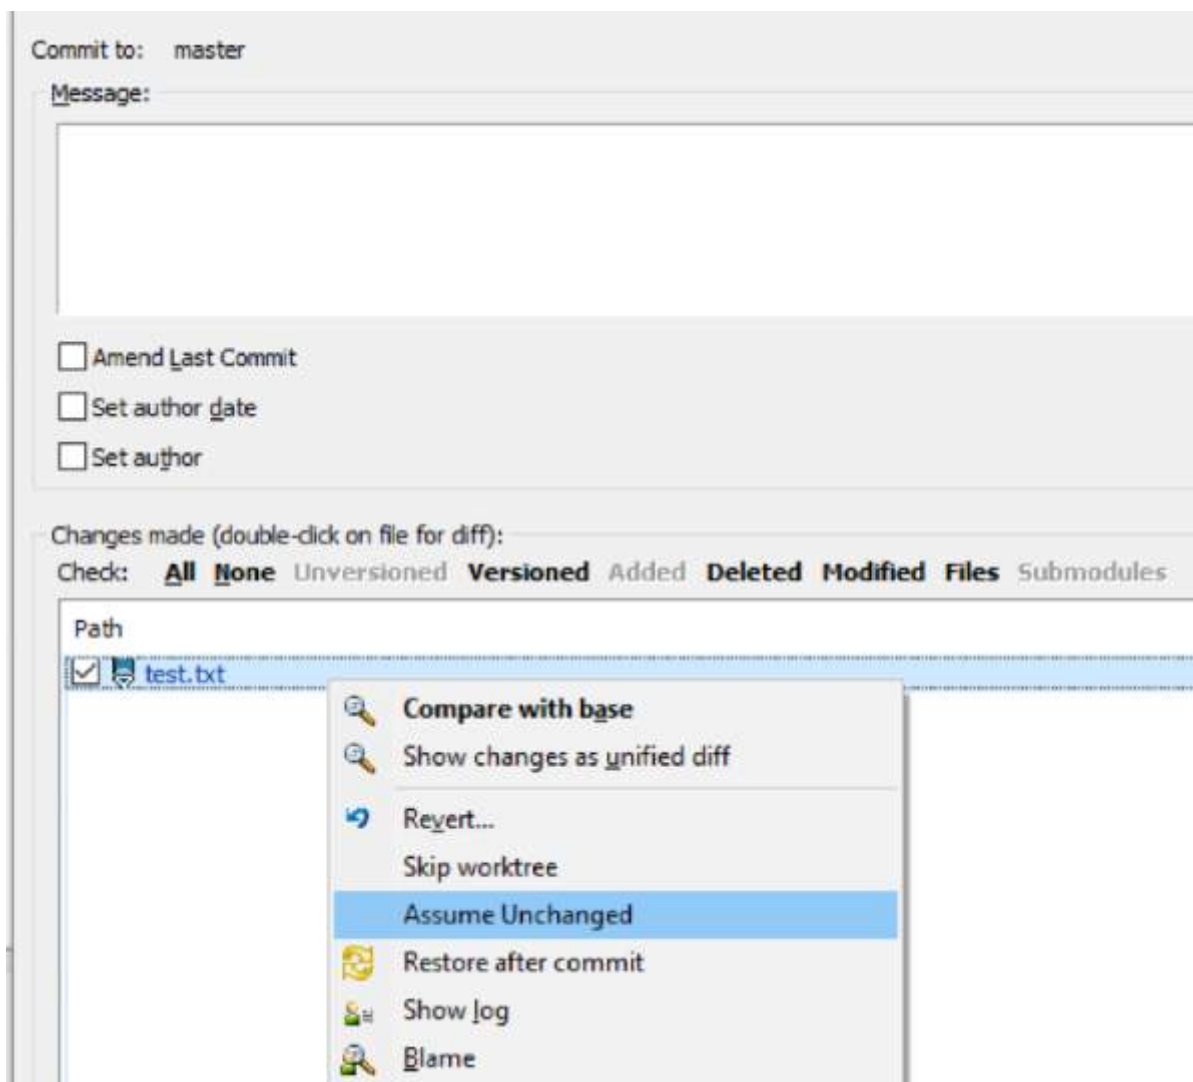 Commit to: master
Message:
Amend Last Commit
Set author date
Set author
Changes made (double-click on file for diff):
Check: All None Unversioned Versioned Added Deleted Modified Files Submodules
Path
test.txt
Compare with base
Show changes as unified diff
Revert...
Skip worktree
Assume Unchanged
Restore after commit
Show log
Blame